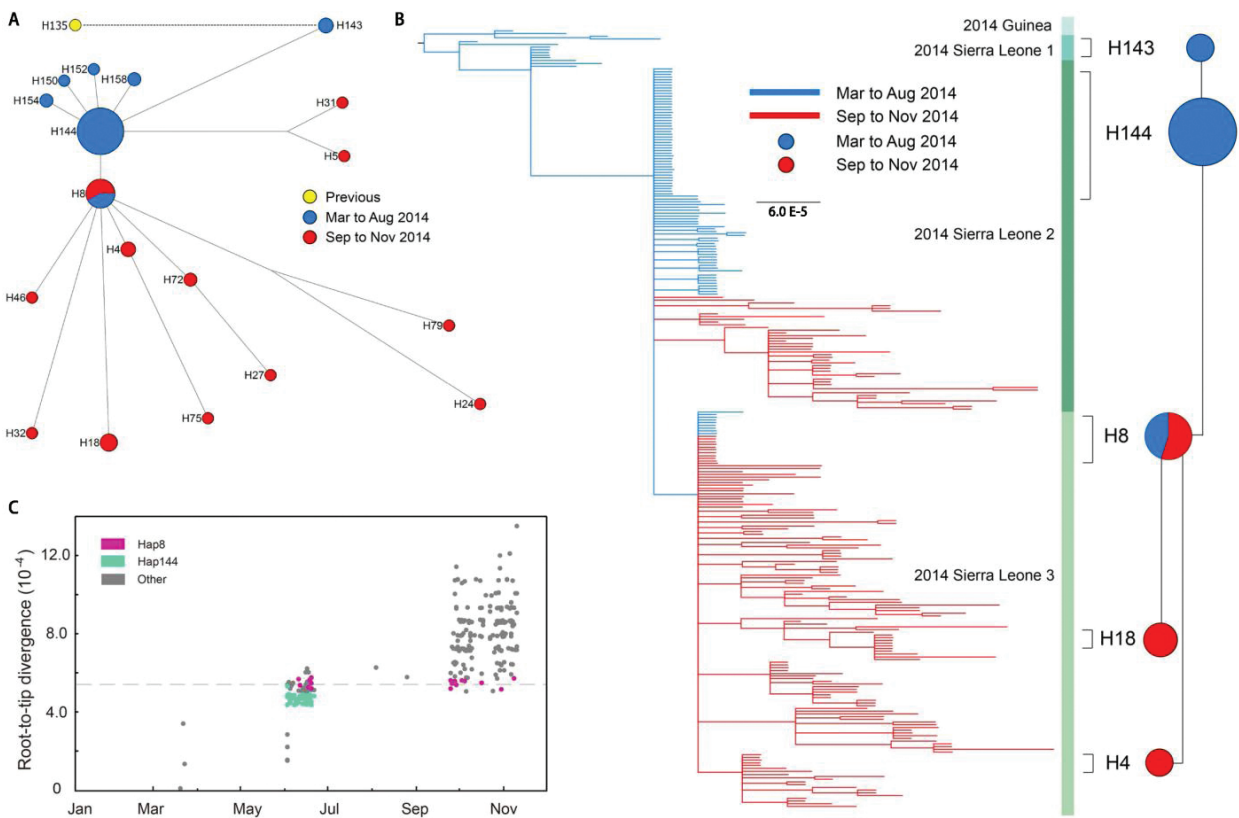 A
H135
H143
H152
H150
H158
H154
H31
H144
H5
H8
Previous
Mar to Aug 2014
Sep to Nov 2014
H4
H72
H46
H79
H27
H24
H75
H32
H18
B
Mar to Aug 2014
Sep to Nov 2014
Mar to Aug 2014
Sep to Nov 2014
6.0 E-5
2014 Guinea
2014 Sierra Leone 1
2014 Sierra Leone 2
2014 Sierra Leone 3
H143
H144
H8
H18
H4
C
Hap8
Hap144
Other
Root-to-tip divergence (10⁻⁴)
12.0
8.0
4.0
0
Jan
Mar
May
Jul
Sep
Nov